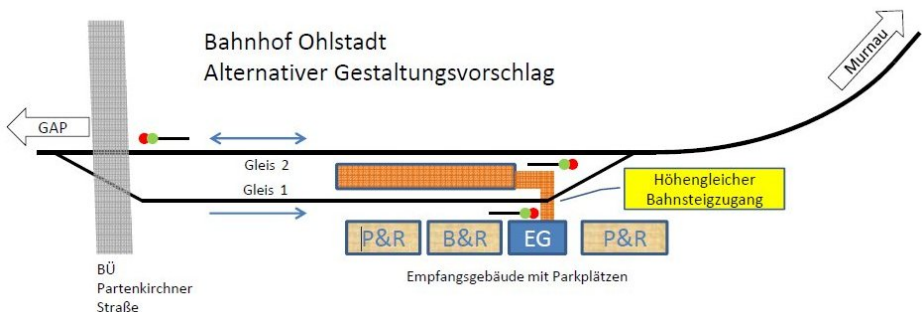 Bahnhof Ohlstadt
Alternativer Gestaltungsvorschlag
Murnau
GAP
Gleis 2
Gleis 1
Höhengleicher
Bahnsteigzugang
P&R
B&R
EG
P&R
Empfangsgebäude mit Parkplätzen
BÜ
Partenkirchner
Straße